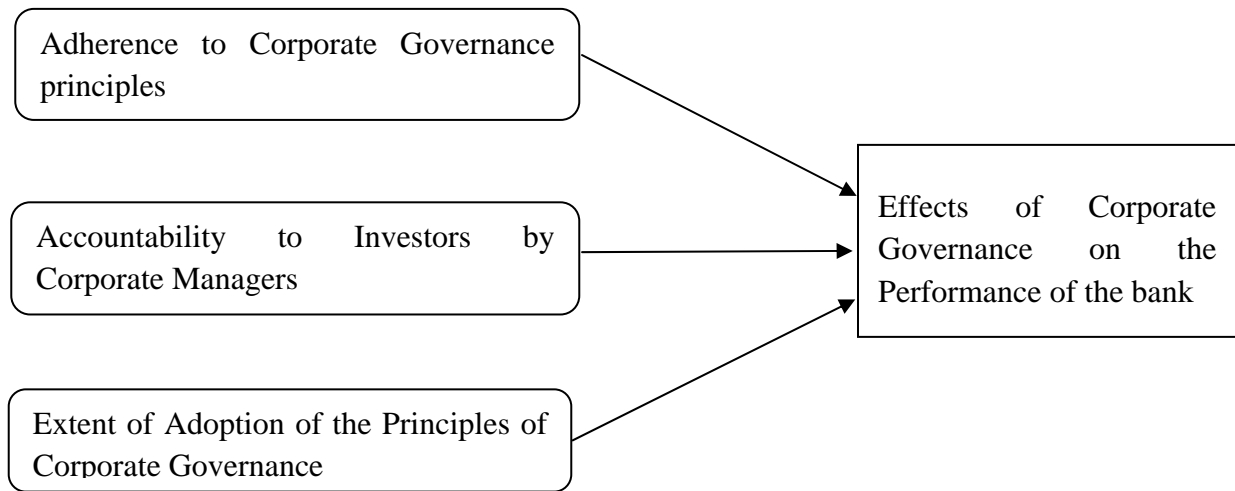 Adherence to Corporate Governance
principles
Accountability to Investors by
Corporate Managers
Effects of Corporate
Governance on the
Performance of the bank
Extent of Adoption of the Principles of
Corporate Governance